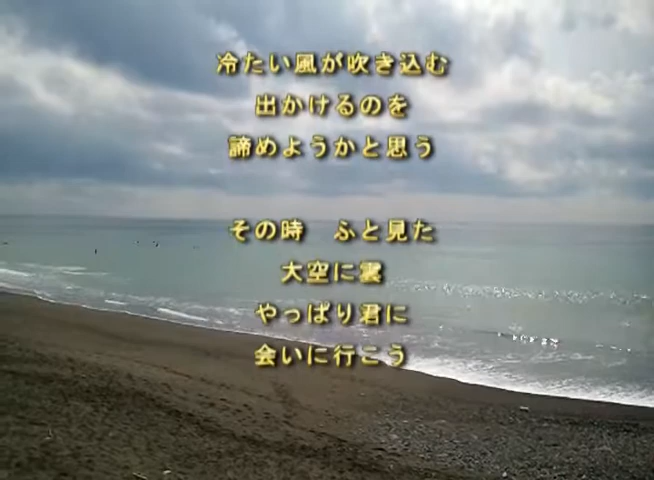 冷たい風が吹き込む
出かけるのを
諦めようかと思う
その時　ふと見た
大空に雲
やっぱり君に
会いに行こう